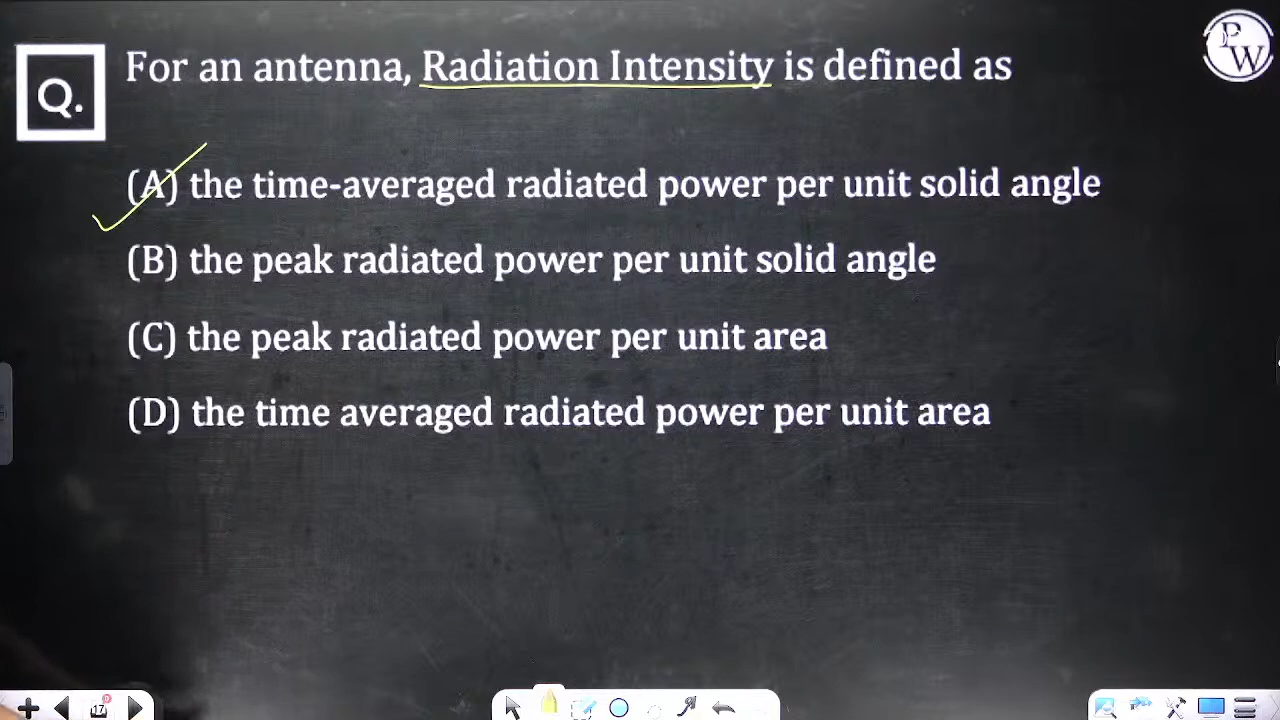 Q.
For an antenna, Radiation Intensity is defined as
(A) the time-averaged radiated power per unit solid angle
(B) the peak radiated power per unit solid angle
(C) the peak radiated power per unit area
(D) the time averaged radiated power per unit area
PW
17